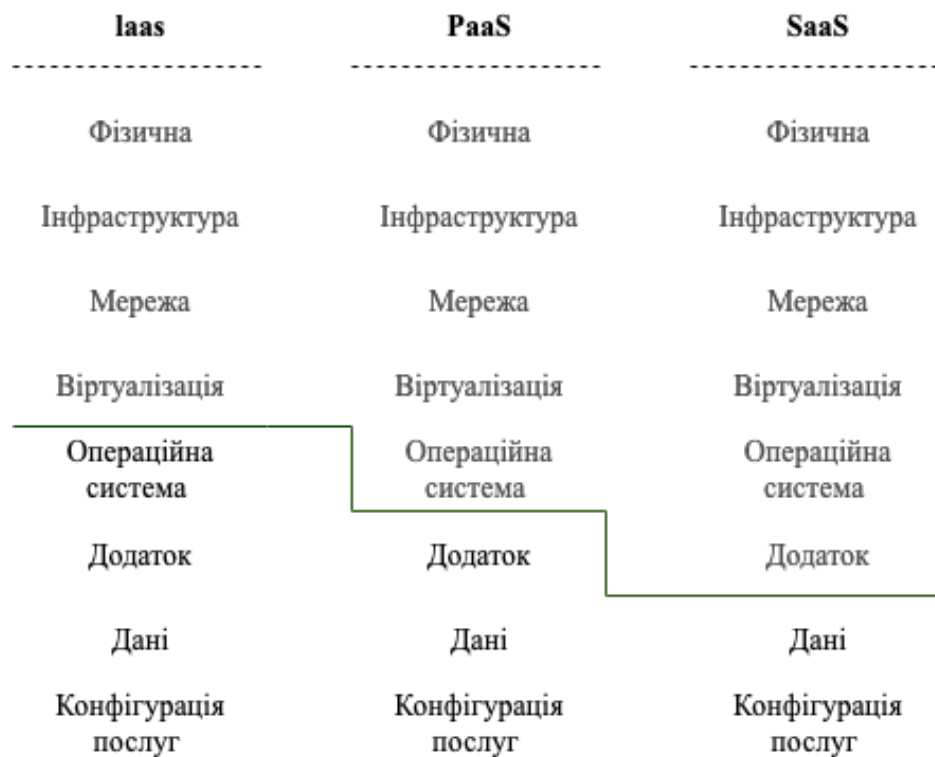 Iaas PaaS SaaS
Фізична Фізична Фізична
Інфраструктура Інфраструктура Інфраструктура
Мережа Мережа Мережа
Віртуалізація Віртуалізація Віртуалізація
Операційна Операційна Операційна
система система система
Додаток Додаток Додаток
Дані Дані Дані
Конфігурація Конфігурація Конфігурація
послуг послуг послуг